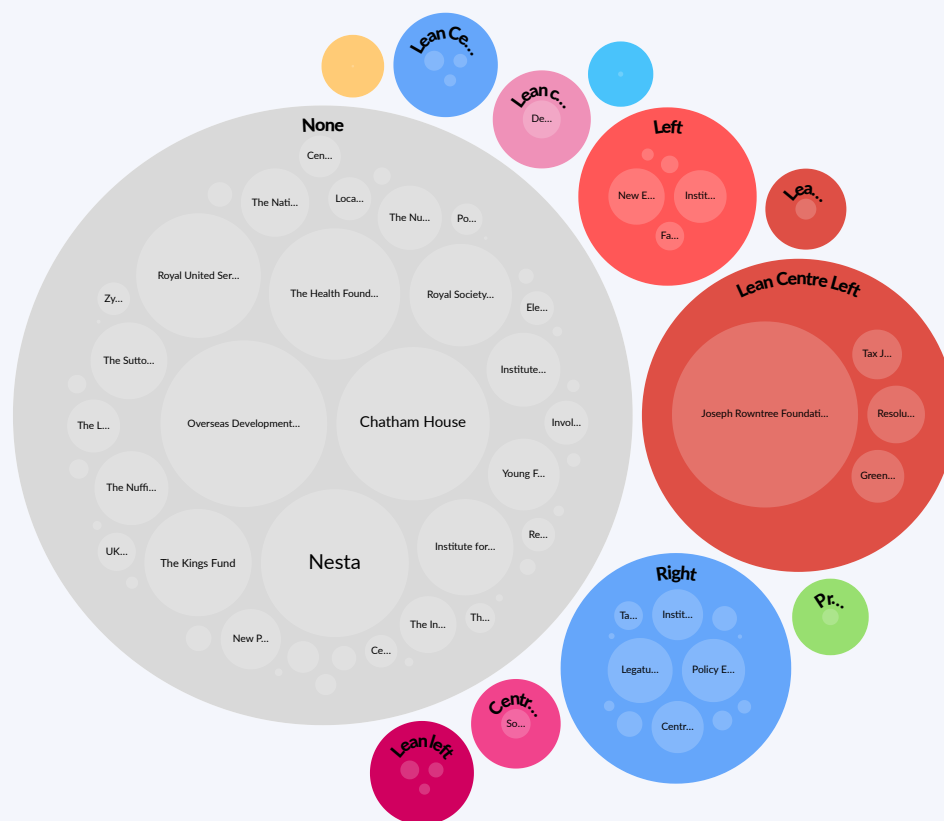 Lean Ce...
Lean c...
De...
None
Cen...
The Nati...
Loca...
The Nu...
Po...
Left
New E...
Instit...
Fa...
Lea...
Royal United Ser...
The Health Found...
Royal Society...
Zy...
Ele...
Lean Centre Left
The Sutto...
Institute...
Tax J...
Overseas Development...
Chatham House
The L...
Invol...
Joseph Rowntree Foundati...
Resolu...
The Nuffi...
Young F...
Green...
UK...
The Kings Fund
Nesta
Institute for...
Re...
Right
Pr...
New P...
The In...
Th...
Ce...
Ta...
Instit...
Legatu...
Policy E...
Centr...
Centr...
So...
Lean left